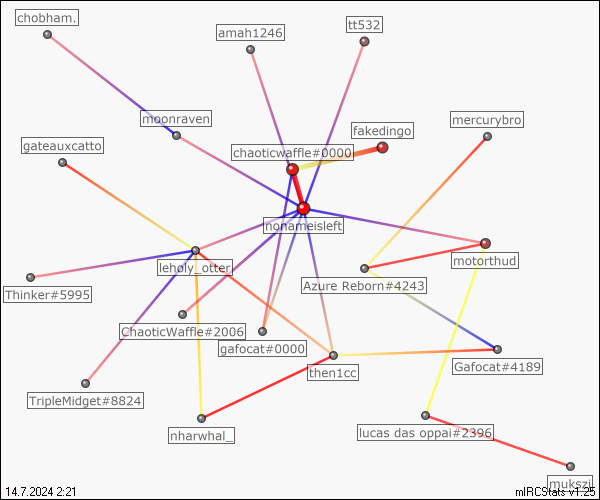 chobham.
tt532
amah1246
mercurybro
moonraven
fakedingo
gateauxcatto
chaoticwaffle#0000
nonameisleft
motorthud
leholy_otter
Azure Reborn#4243
Thinker#5995
ChaoticWaffle#2006
gafocat#0000
Gafocat#4189
then1cc
TripleMidget#8824
nharwhal_
lucas das oppai#2396
mukszi
14.7.2024 2:21
mIRCStats v1.25